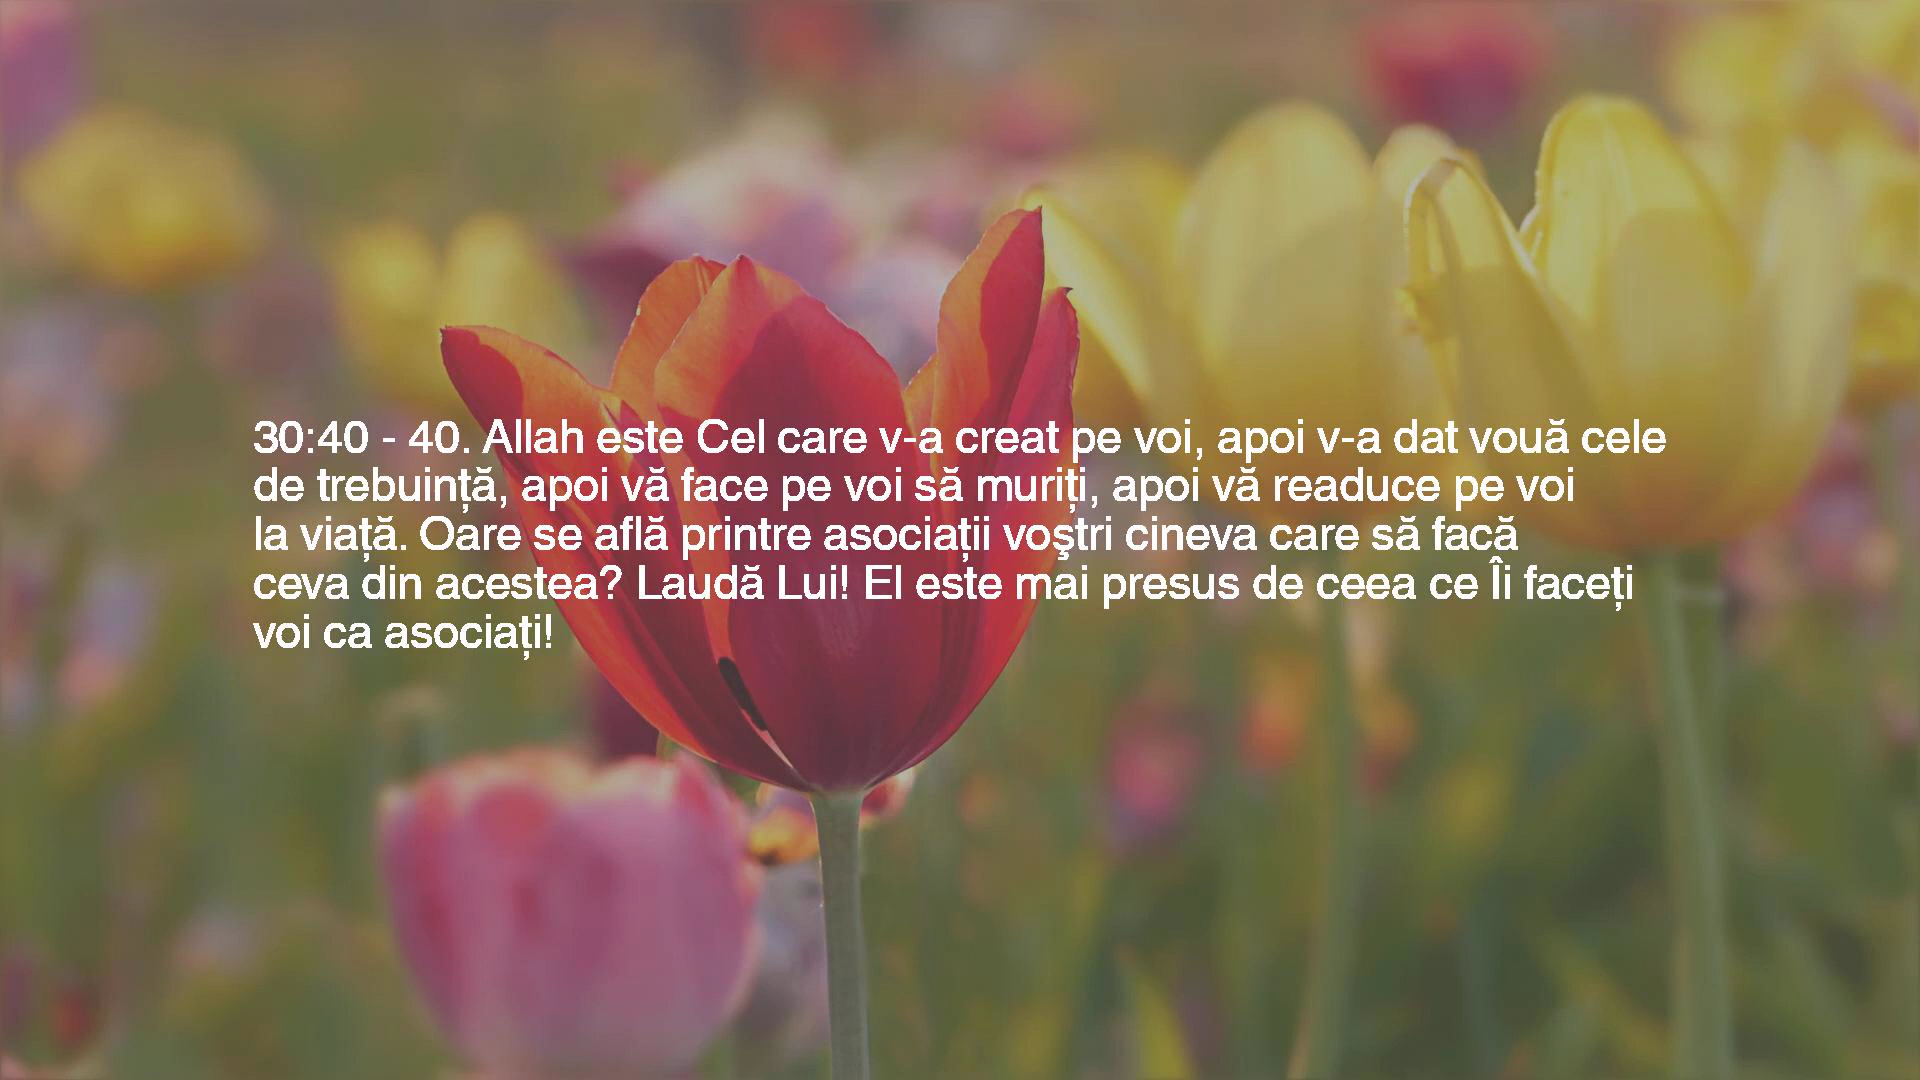 30:40 - 40. Allah este Cel care v-a creat pe voi, apoi v-a dat vouă cele
de trebuință, apoi vă face pe voi să muriți, apoi vă readuce pe voi
la viață. Oare se află printre asociații voştri cineva care să facă
ceva din acestea? Laudă Lui! El este mai presus de ceea ce Îi faceți
voi ca asociați!